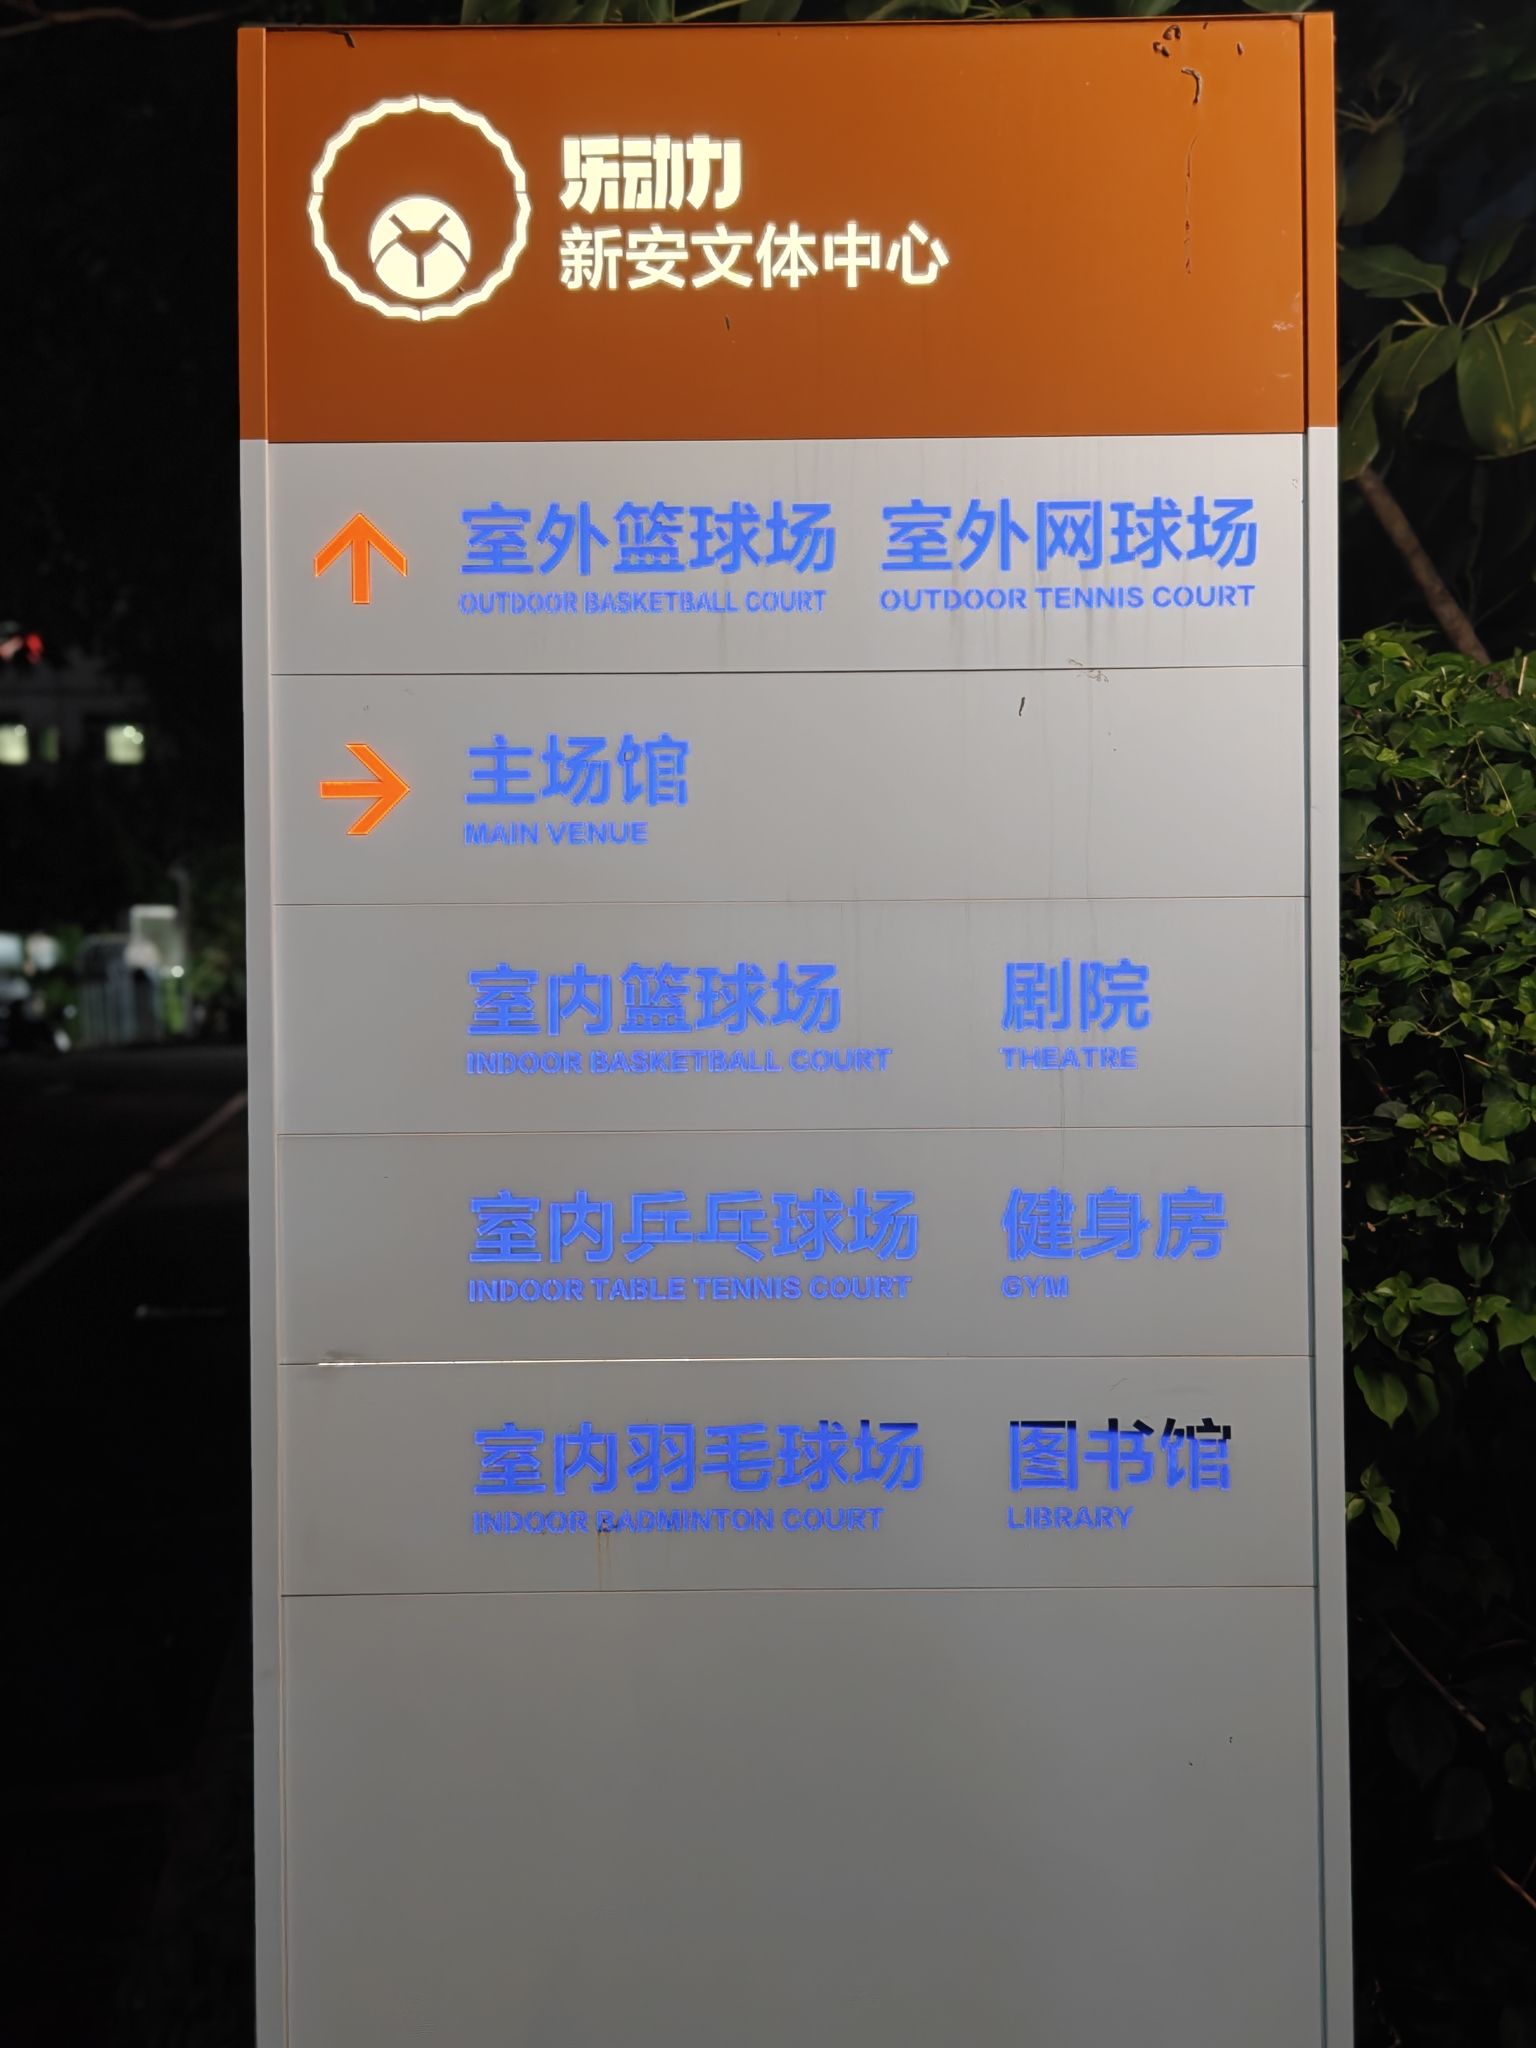 乐动力
新安文体中心
室外篮球场 室外网球场
OUTDOOR BASKETBALL COURT OUTDOOR TENNIS COURT
主场馆
MAIN VENUE
室内篮球场 剧院
INDOOR BASKETBALL COURT THEATRE
室内乒乓球场 健身房
INDOOR TABLE TENNIS COURT GYM
室内羽毛球场 图书馆
INDOOR BADMINTON COURT LIBRARY